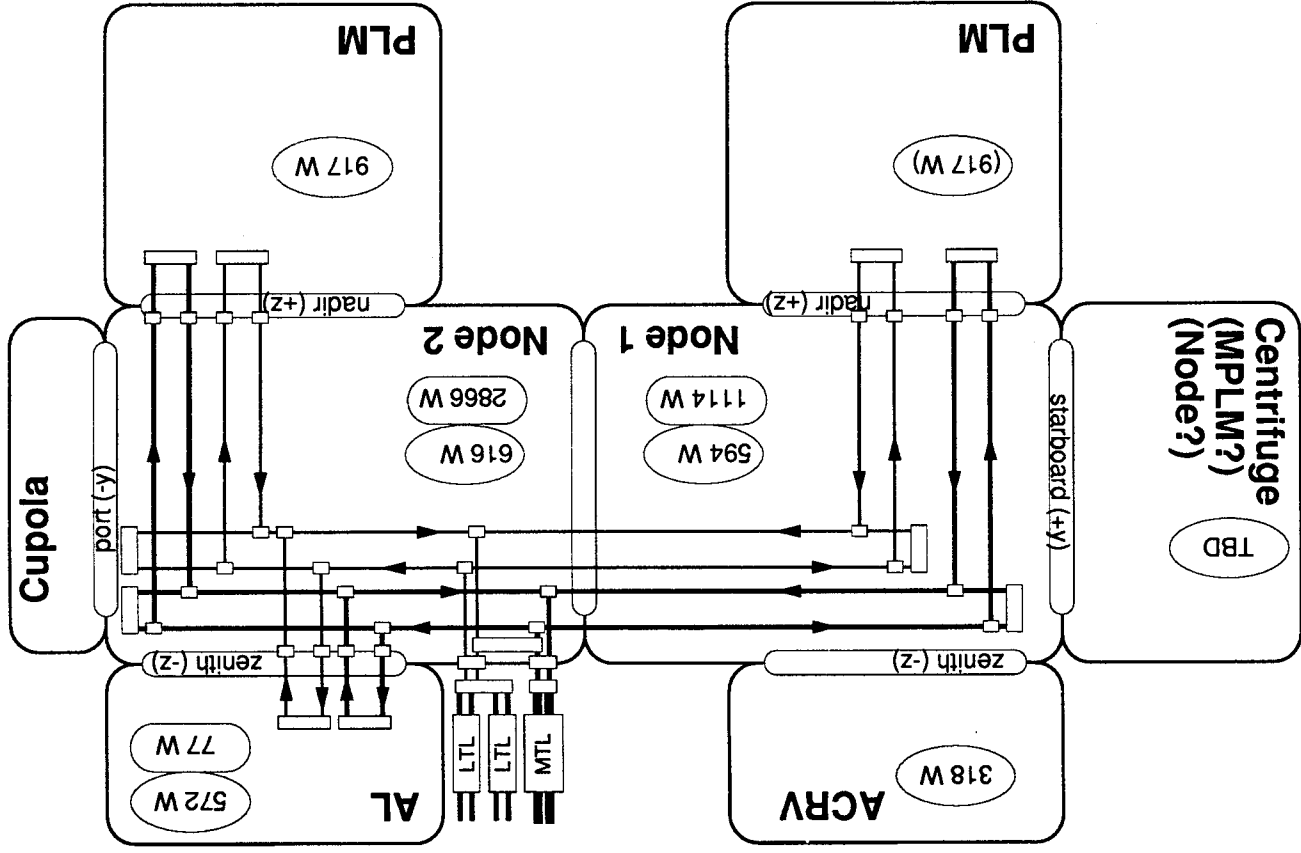 PLM
917 W
PLM
(917 W)
nadir (+z)
nadir (+z)
Cupola
port (-y)
Node 2
2866 W
616 W
Node 1
1114 W
594 W
starboard (+y)
Centrifuge
(MPLM?)
(Node?)
TBD
zenith (-z)
zenith (-z)
AL
77 W
572 W
LTL
LTL
MTL
ACRV
318 W